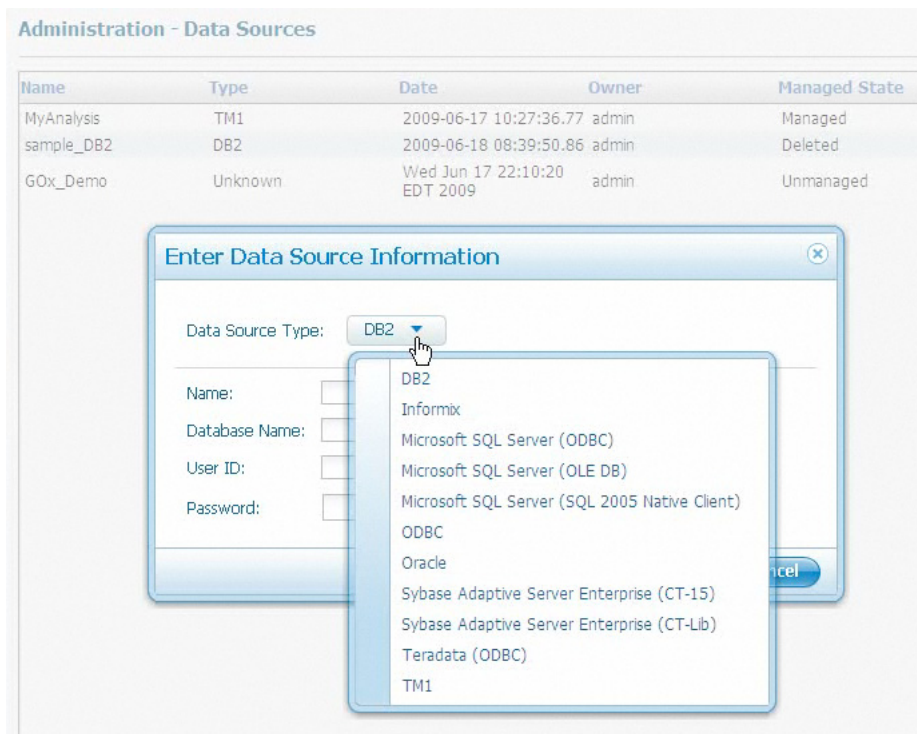 Administration - Data Sources
Name Type Date Owner Managed State
MyAnalysis TM1 2009-06-17 10:27:36.77 admin Managed
sample_DB2 DB2 2009-06-18 08:39:50.86 admin Deleted
GOx_Demo Unknown Wed Jun 17 22:10:20 EDT 2009 admin Unmanaged
Enter Data Source Information
Data Source Type: DB2
Name:
Database Name:
User ID:
Password:
DB2
Informix
Microsoft SQL Server (ODBC)
Microsoft SQL Server (OLE DB)
Microsoft SQL Server (SQL 2005 Native Client)
ODBC
Oracle
Sybase Adaptive Server Enterprise (CT-15)
Sybase Adaptive Server Enterprise (CT-Lib)
Teradata (ODBC)
TM1